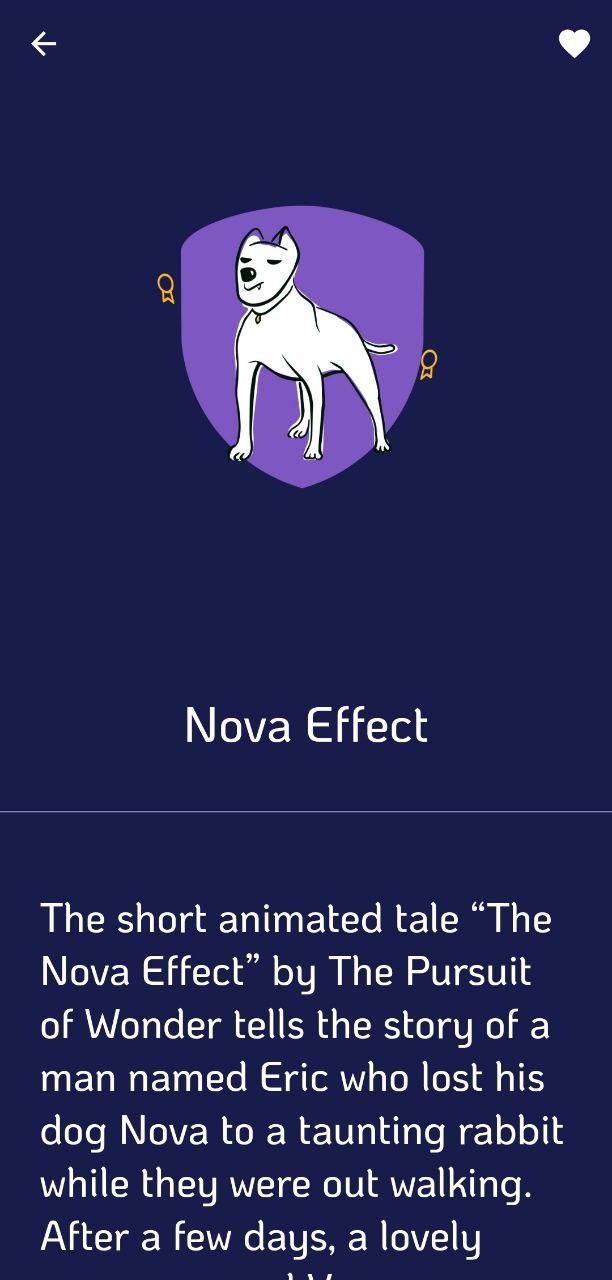 Nova Effect
The short animated tale “The
Nova Effect” by The Pursuit
of Wonder tells the story of a
man named Eric who lost his
dog Nova to a taunting rabbit
while they were out walking.
After a few days, a lovely